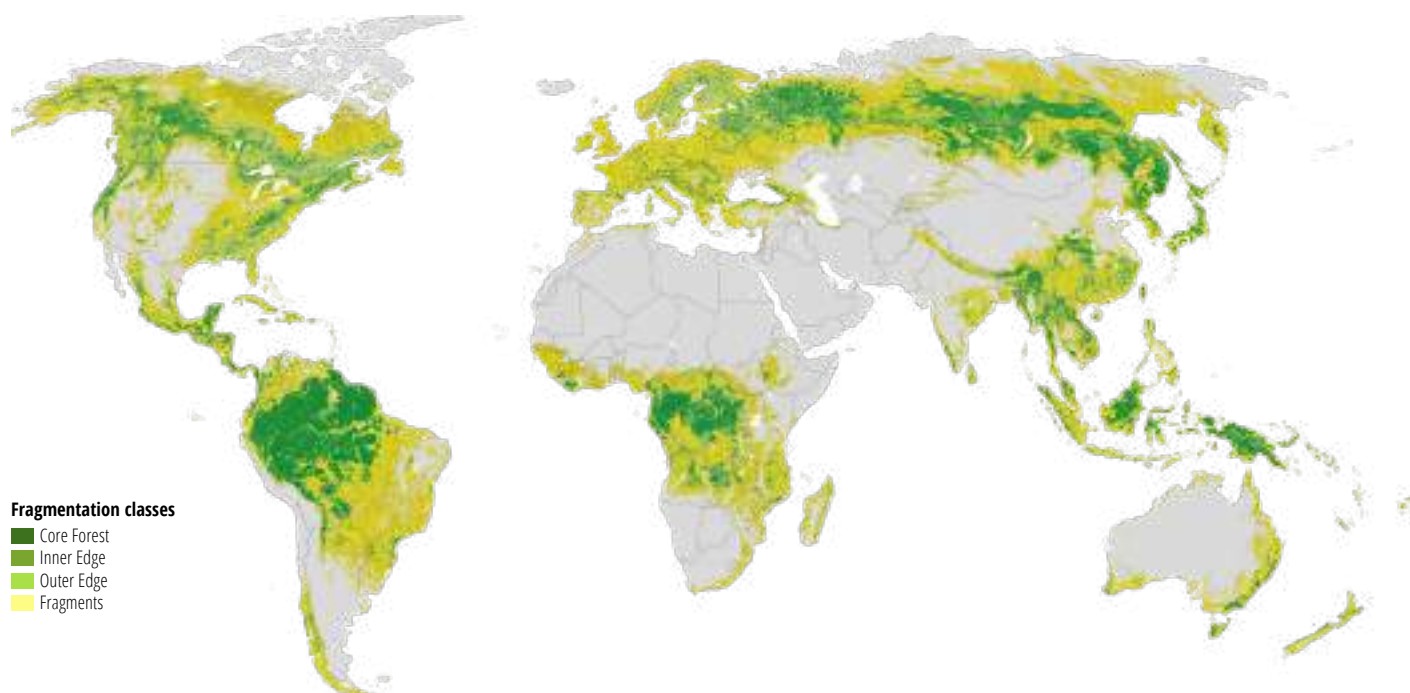 Fragmentation classes
Core Forest
Inner Edge
Outer Edge
Fragments